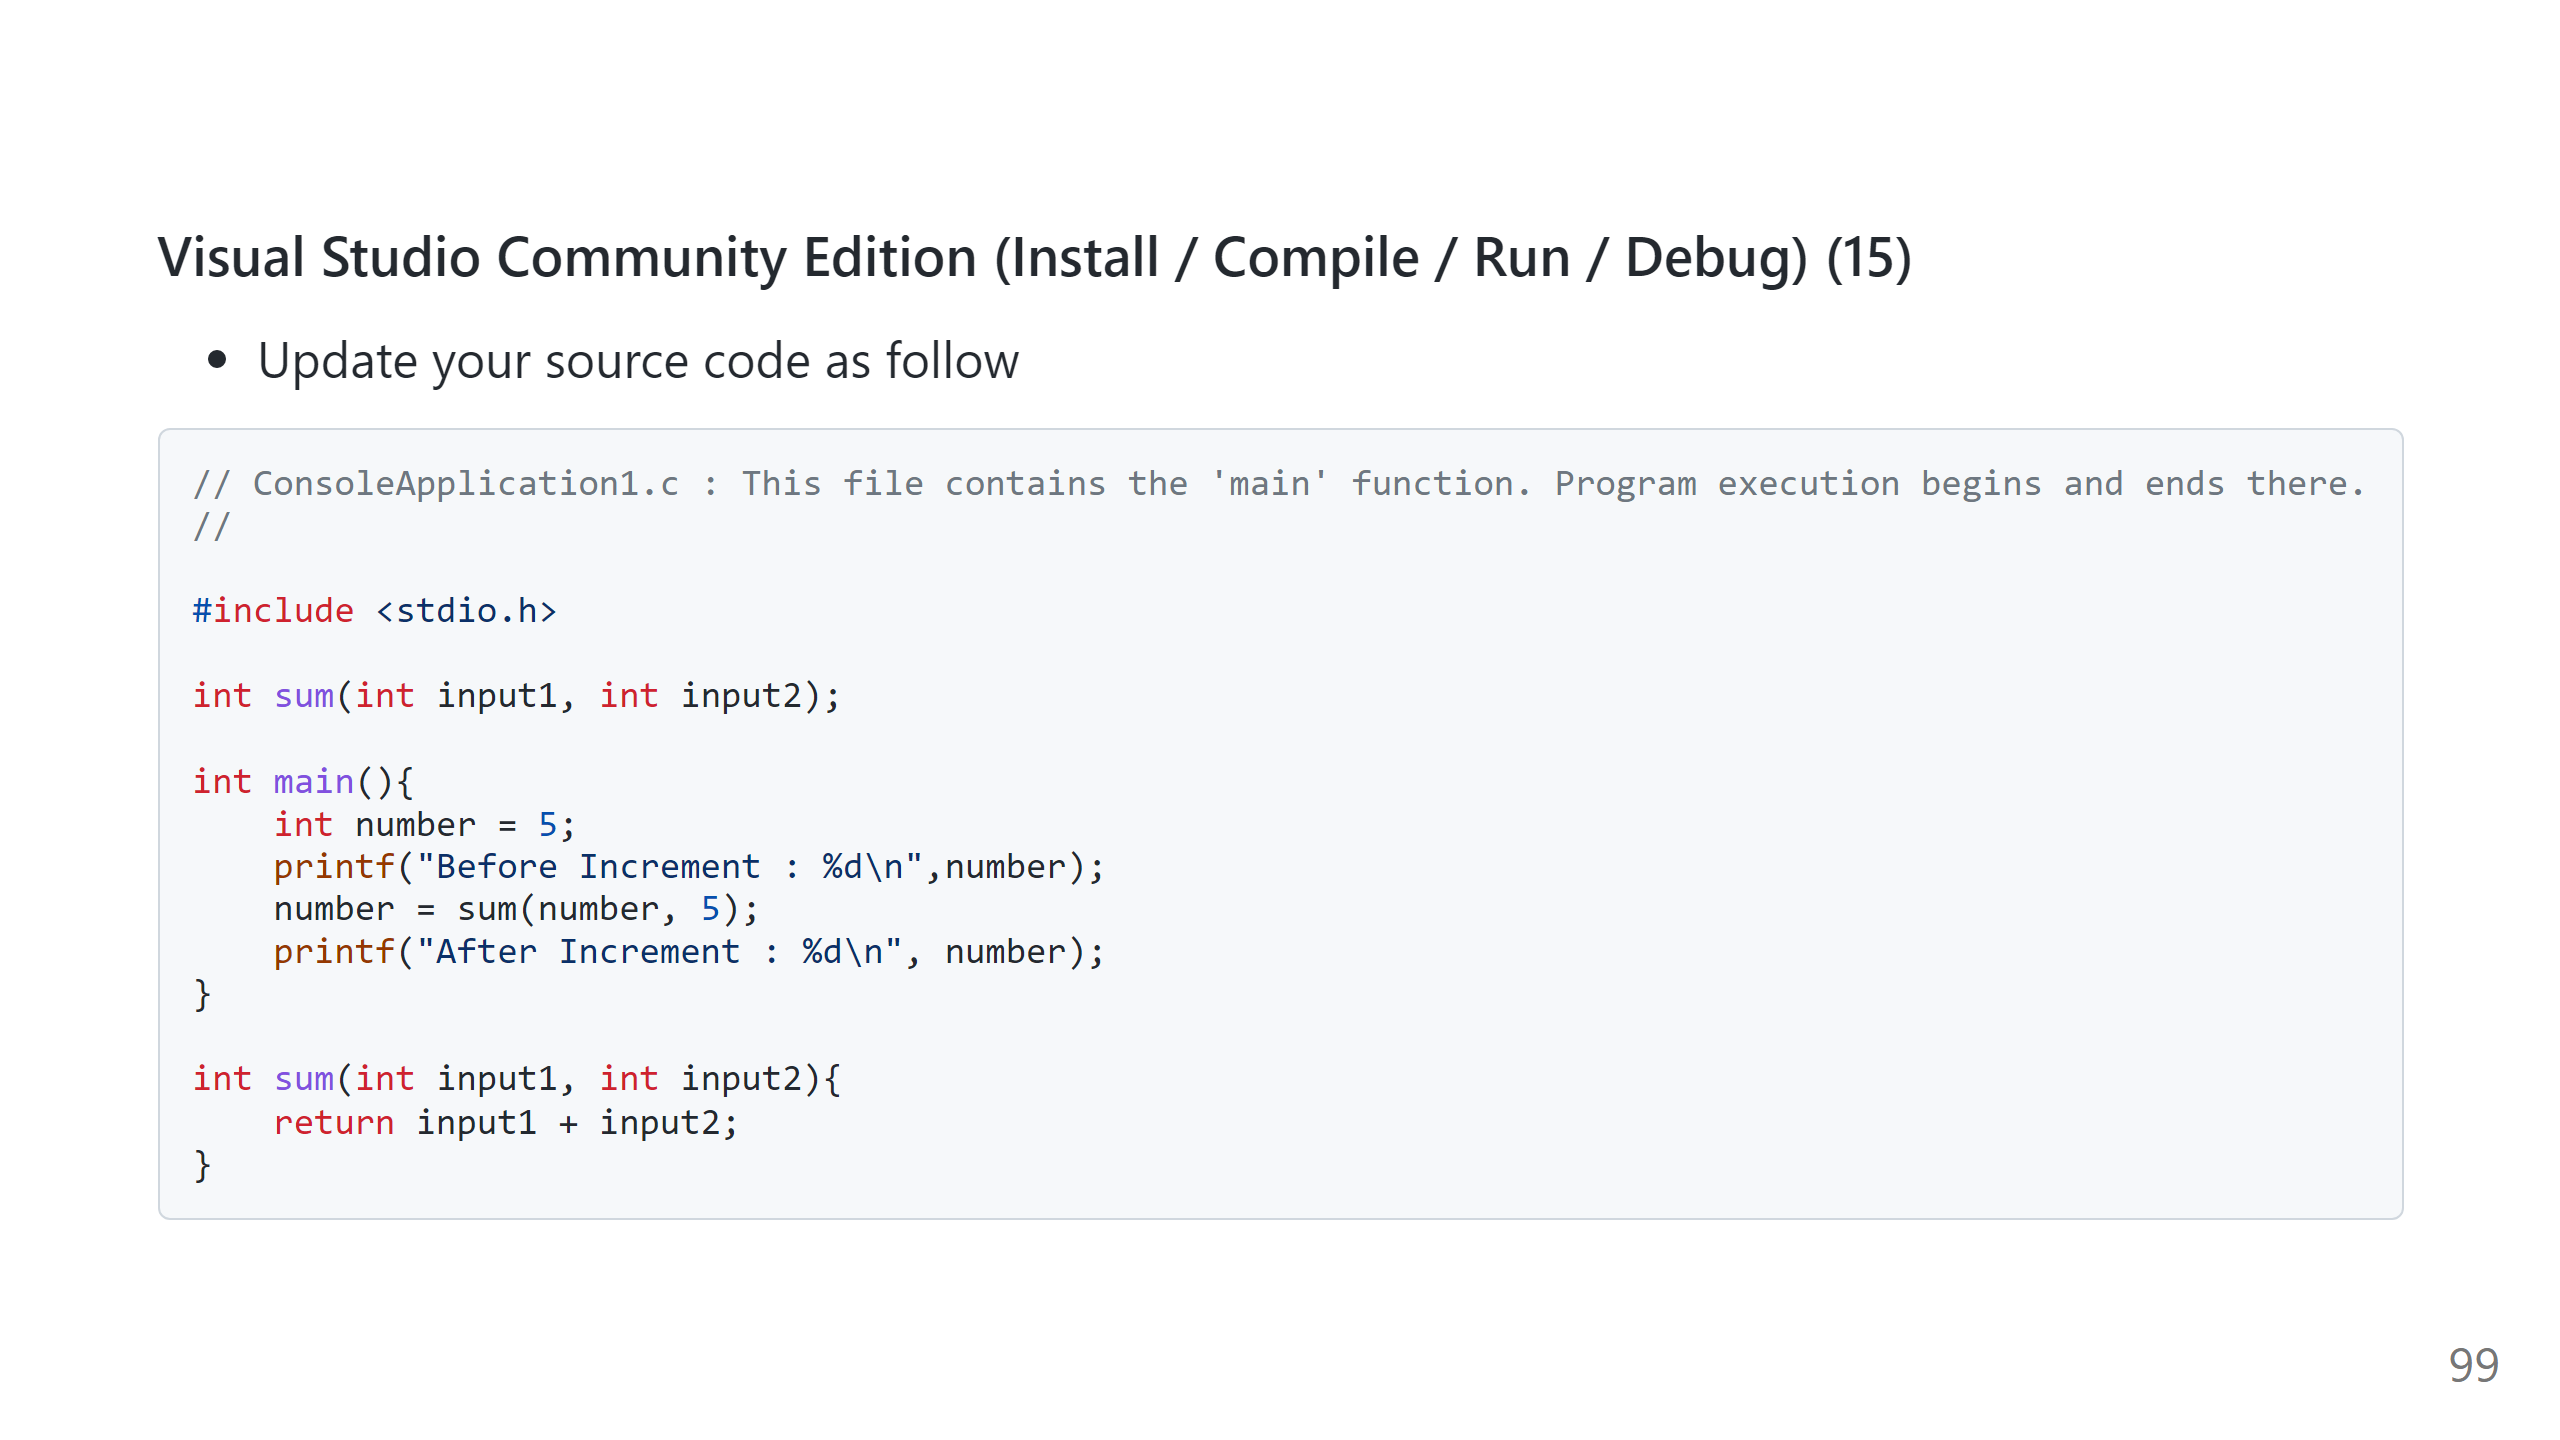 Visual Studio Community Edition (Install / Compile / Run / Debug) (15)
• Update your source code as follow
// ConsoleApplication1.c : This file contains the 'main' function. Program execution begins and ends there.
//
#include <stdio.h>
int sum(int input1, int input2);
int main(){
    int number = 5;
    printf("Before Increment : %d\n",number);
    number = sum(number, 5);
    printf("After Increment : %d\n", number);
}
int sum(int input1, int input2){
    return input1 + input2;
}
99